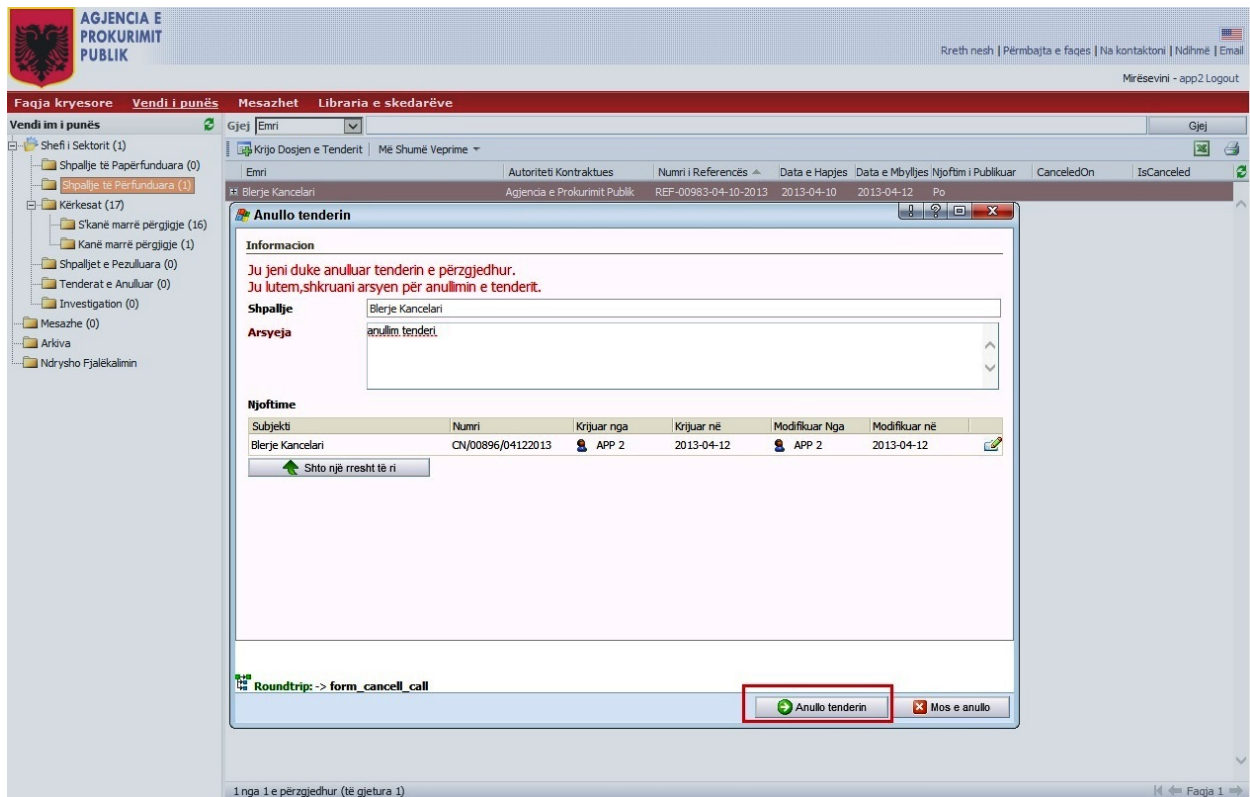 AGJENCIA E
PROKURIMIT
PUBLIK
Rreth nesh | Përmbajta e faqes | Na kontaktoni | Ndihmë | Email
Mirësevini - app2 Logout
Faqja kryesore Vendi i punës Mesazhet Libraria e skedarëve
Vendi im i punës
Gjej Emri Gjej
Krijo Dosjen e Tenderit | Më Shumë Veprime
Emri Autoriteti Kontraktues Numri i Referencës Data e Hapjes Data e Mbylljes Njoftim i Publikuar CanceledOn IsCanceled
Blerje Kancelari Agjencia e Prokurimit Publik REF-00983-04-10-2013 2013-04-10 2013-04-12 Po
Shefi i Sektorit (1)
Shpallje të Papërfunduara (0)
Shpallje të Përfunduara (1)
Kërkesat (17)
S'kanë marrë përgjigje (16)
Kanë marrë përgjigje (1)
Shpalljet e Pezulluara (0)
Tenderat e Anulluar (0)
Investigation (0)
Mesazhe (0)
Arkiva
Ndrysho Fjalëkalimin
Anullo tenderin
Informacion
Ju jeni duke anulluar tenderin e përzgjedhur.
Ju lutem,shkruani arsyen për anullimin e tenderit.
Shpallje Blerje Kancelari
Arsyeja anullim tenderi
Njoftime
Subjekti Numri Krijuar nga Krijuar në Modifikuar Nga Modifikuar në
Blerje Kancelari CN/00896/04122013 APP 2 2013-04-12 APP 2 2013-04-12
Shto një rresht të ri
Roundtrip: -> form_cancell_call
Anullo tenderin Mos e anullo
1 nga 1 e përzgjedhur (të gjetura 1) Faqja 1